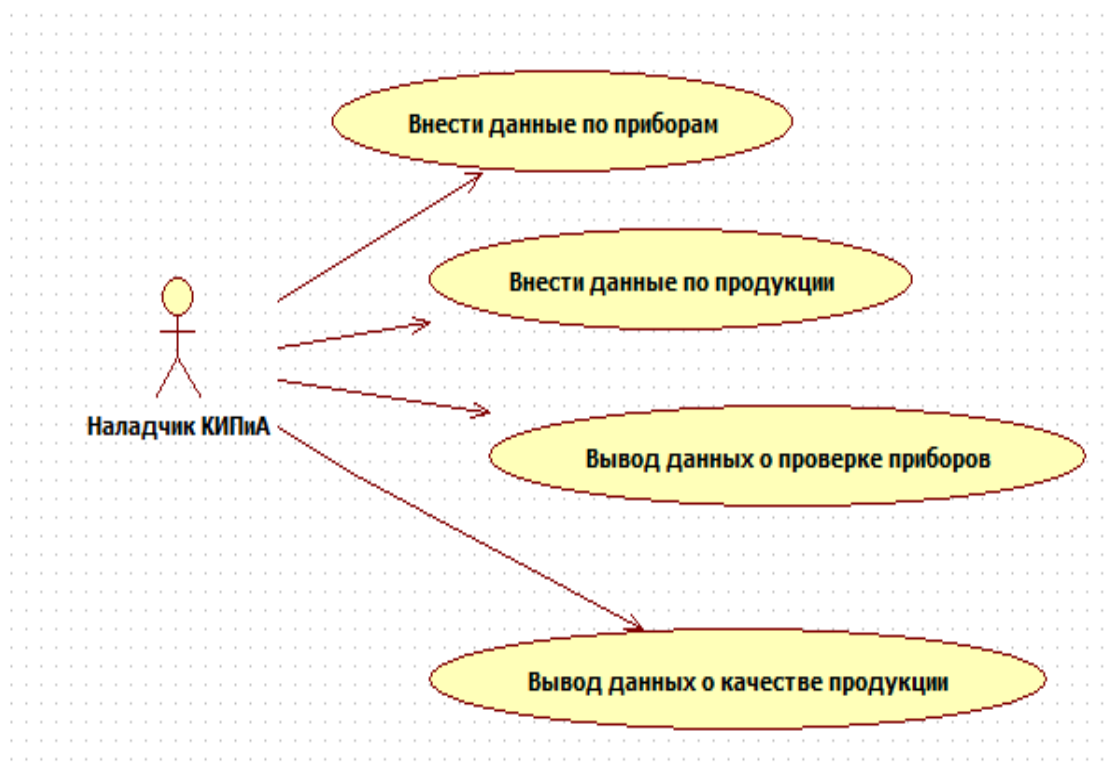 Внести данные по приборам
Внести данные по продукции
Наладчик КИПиА
Вывод данных о проверке приборов
Вывод данных о качестве продукции